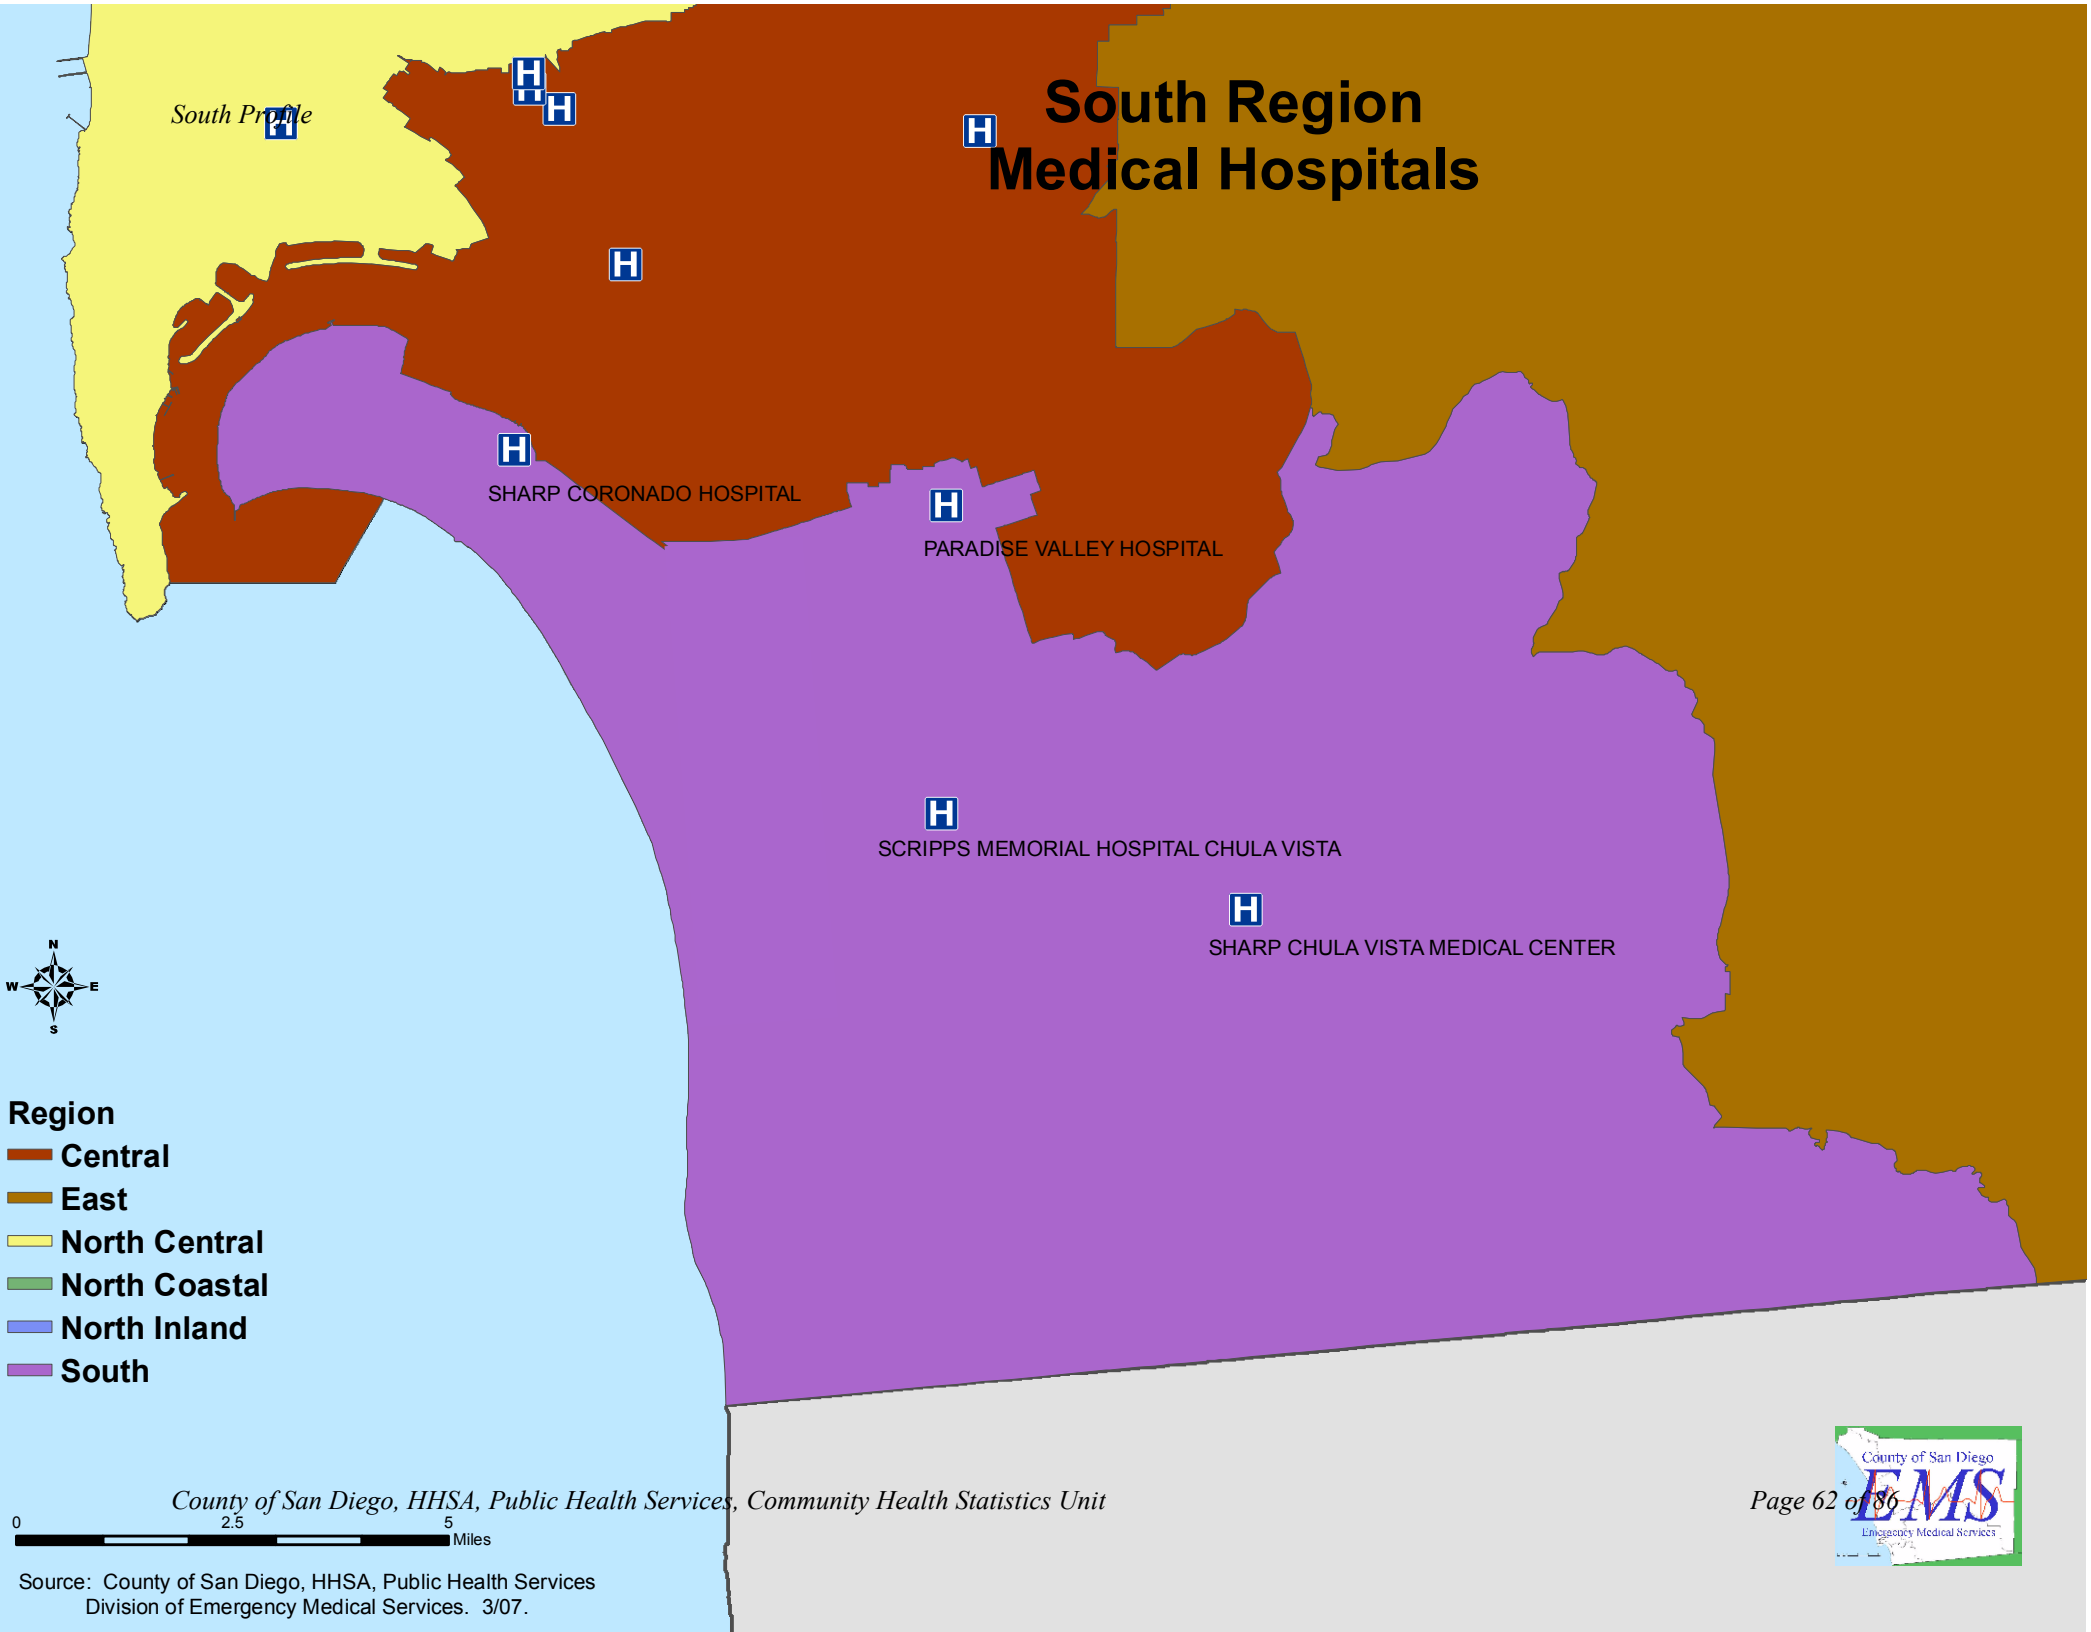 South Profile
H
H
H
H
H
South Region
Medical Hospitals
H
H
SHARP CORONADO HOSPITAL
H
PARADISE VALLEY HOSPITAL
H
SCRIPPS MEMORIAL HOSPITAL CHULA VISTA
H
SHARP CHULA VISTA MEDICAL CENTER
N
W E
S
Region
Central
East
North Central
North Coastal
North Inland
South
County of San Diego, HHSA, Public Health Services, Community Health Statistics Unit
Page 62 of 86
County of San Diego
EMS
Emergency Medical Services
0 2.5 5
Miles
Source: County of San Diego, HHSA, Public Health Services
Division of Emergency Medical Services. 3/07.